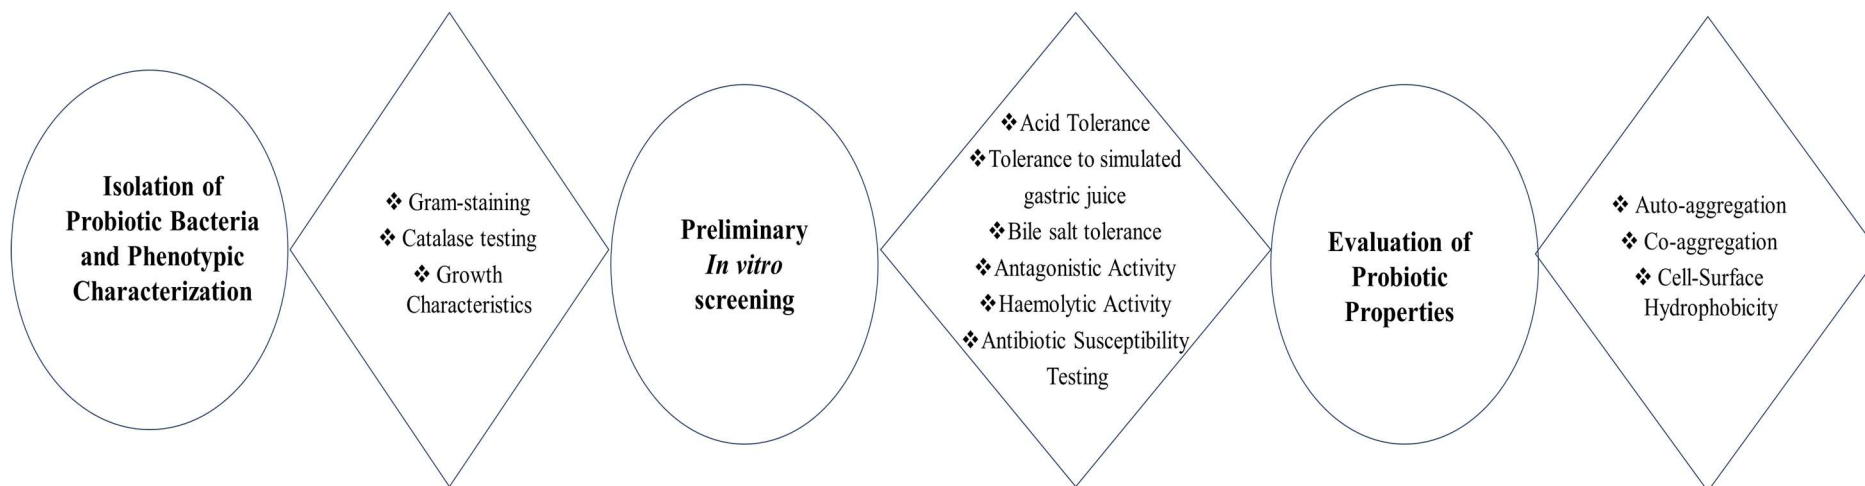 Isolation of
Probiotic Bacteria
and Phenotypic
Characterization
❖ Gram-staining
❖ Catalase testing
❖ Growth
Characteristics
Preliminary
In vitro
screening
❖Acid Tolerance
❖Tolerance to simulated
gastric juice
❖Bile salt tolerance
❖Antagonistic Activity
❖Haemolytic Activity
❖Antibiotic Susceptibility
Testing
Evaluation of
Probiotic
Properties
❖ Auto-aggregation
❖ Co-aggregation
❖ Cell-Surface
Hydrophobicity